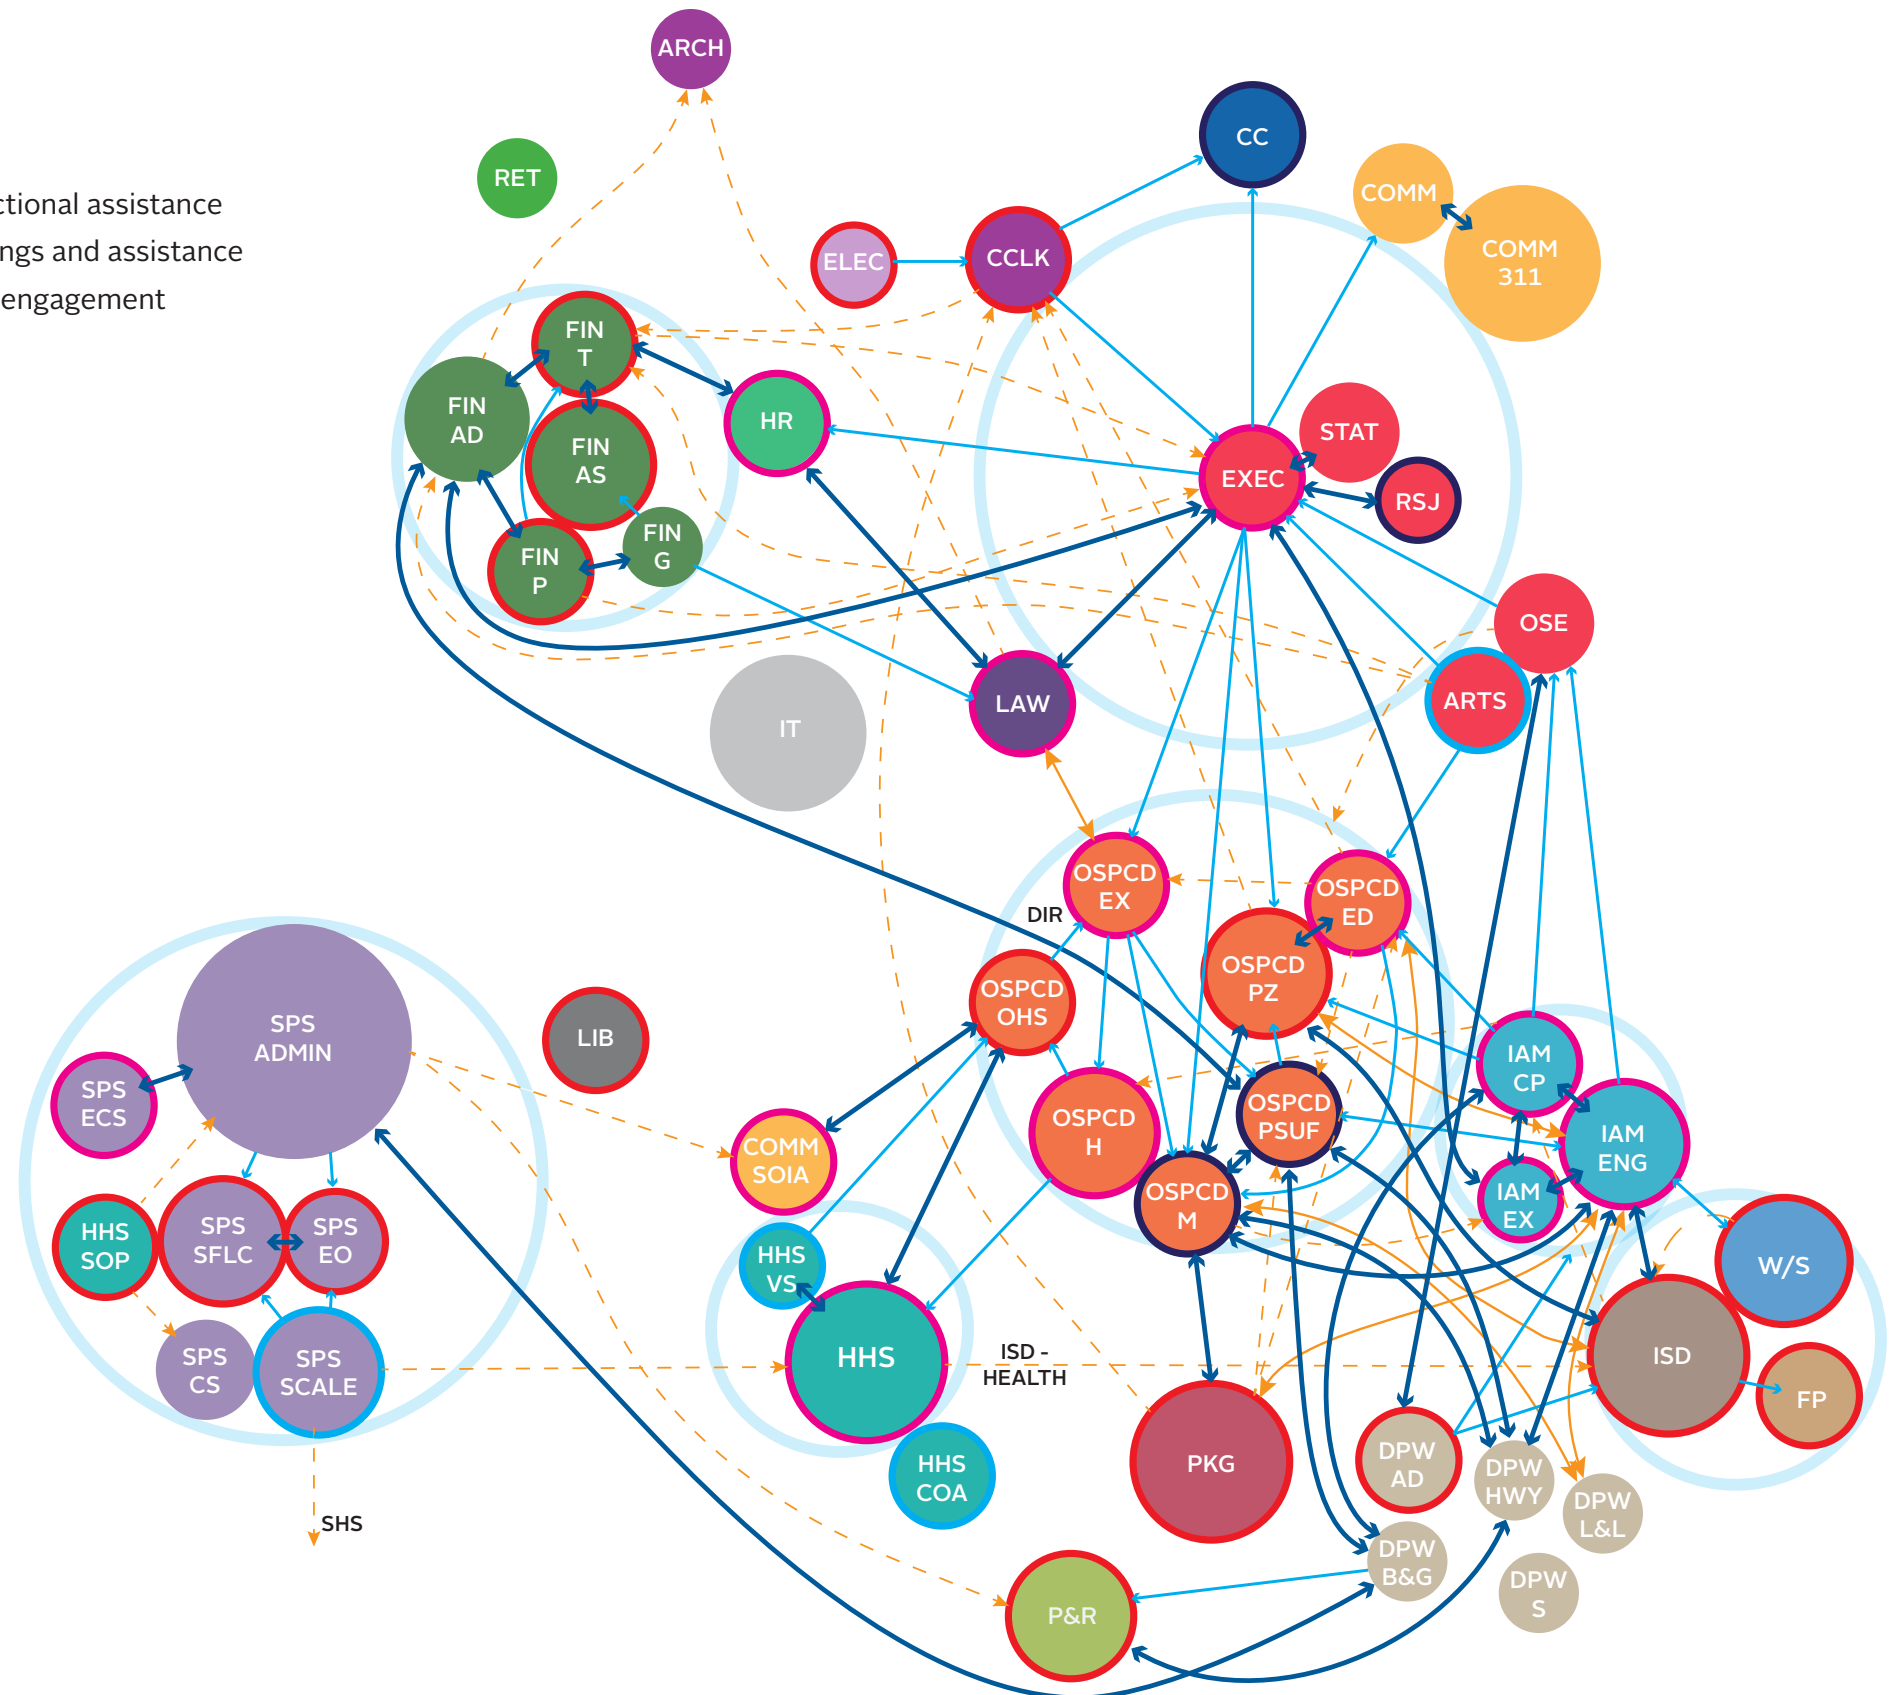 ARCH
CC
RET
COMM
ctional assistance
ngs and assistance
engagement
ELEC
CCLK
COMM
311
FIN
T
FIN
AD
HR
STAT
FIN
AS
EXEC
RSJ
FIN
G
FIN
P
OSE
LAW
ARTS
IT
OSPCD
EX
OSPCD
ED
DIR
OSPCD
PZ
OSPCD
OHS
SPS
ADMIN
LIB
IAM
CP
SPS
ECS
OSPCD
PSUF
OSPCD
H
IAM
ENG
COMM
SOIA
OSPCD
M
IAM
EX
HHS
SOP
SPS
SFLC
SPS
EO
HHS
VS
W/S
HHS
ISD -
HEALTH
ISD
SPS
CS
SPS
SCALE
FP
PKG
DPW
AD
DPW
HWY
HHS
COA
DPW
L&L
SHS
DPW
B&G
DPW
S
P&R